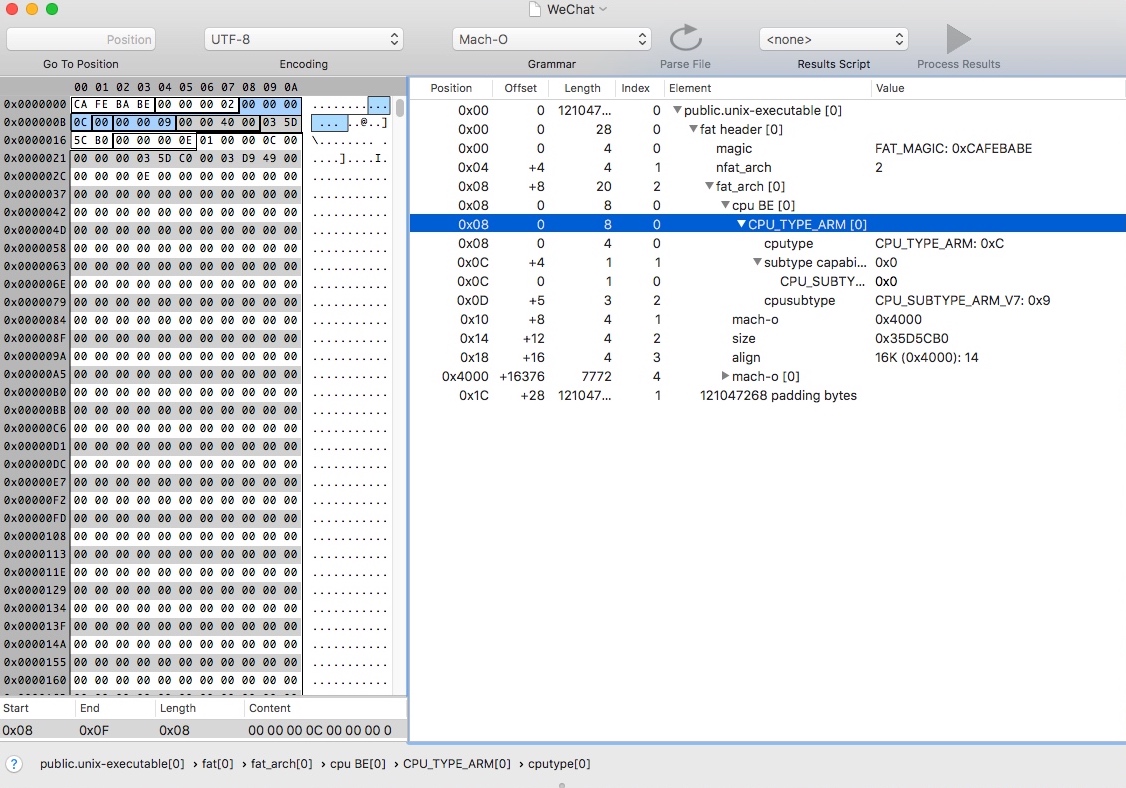 WeChat
Position
UTF-8
Mach-O
<none>
Go To Position
Encoding
Grammar
Parse File
Results Script
Process Results
00 01 02 03 04 05 06 07 08 09 0A
0x0000000 CA FE BA BE 00 00 00 02 00 00 00 ...........
0x000000B 0C 00 00 00 09 00 00 40 00 03 5D .......@..]
0x0000016 5C B0 00 00 00 0E 01 00 00 0C 00 \........ .
0x0000021 00 00 00 03 5D C0 00 03 D9 49 00 ....]....I.
0x000002C 00 00 00 0E 00 00 00 00 00 00 00 ...........
0x0000037 00 00 00 00 00 00 00 00 00 00 00 ...........
0x0000042 00 00 00 00 00 00 00 00 00 00 00 ...........
0x000004D 00 00 00 00 00 00 00 00 00 00 00 ...........
0x0000058 00 00 00 00 00 00 00 00 00 00 00 ...........
0x0000063 00 00 00 00 00 00 00 00 00 00 00 ...........
0x000006E 00 00 00 00 00 00 00 00 00 00 00 ...........
0x0000079 00 00 00 00 00 00 00 00 00 00 00 ...........
0x0000084 00 00 00 00 00 00 00 00 00 00 00 ...........
0x000008F 00 00 00 00 00 00 00 00 00 00 00 ...........
0x000009A 00 00 00 00 00 00 00 00 00 00 00 ...........
0x00000A5 00 00 00 00 00 00 00 00 00 00 00 ...........
0x00000B0 00 00 00 00 00 00 00 00 00 00 00 ...........
0x00000BB 00 00 00 00 00 00 00 00 00 00 00 ...........
0x00000C6 00 00 00 00 00 00 00 00 00 00 00 ...........
0x00000D1 00 00 00 00 00 00 00 00 00 00 00 ...........
0x00000DC 00 00 00 00 00 00 00 00 00 00 00 ...........
0x00000E7 00 00 00 00 00 00 00 00 00 00 00 ...........
0x00000F2 00 00 00 00 00 00 00 00 00 00 00 ...........
0x00000FD 00 00 00 00 00 00 00 00 00 00 00 ...........
0x0000108 00 00 00 00 00 00 00 00 00 00 00 ...........
0x0000113 00 00 00 00 00 00 00 00 00 00 00 ...........
0x000011E 00 00 00 00 00 00 00 00 00 00 00 ...........
0x0000129 00 00 00 00 00 00 00 00 00 00 00 ...........
0x0000134 00 00 00 00 00 00 00 00 00 00 00 ...........
0x000013F 00 00 00 00 00 00 00 00 00 00 00 ...........
0x000014A 00 00 00 00 00 00 00 00 00 00 00 ...........
0x0000155 00 00 00 00 00 00 00 00 00 00 00 ...........
0x0000160 00 00 00 00 00 00 00 00 00 00 00 ...........
Start End Length Content
0x08 0x0F 0x08 00 00 00 0C 00 00 00 0
Position Offset Length Index Element Value
0x00 0 121047... 0 public.unix-executable [0]
0x00 0 28 0 fat header [0]
0x00 0 4 0 magic FAT_MAGIC: 0xCAFEBABE
0x04 +4 4 1 nfat_arch 2
0x08 +8 20 2 fat_arch [0]
0x08 0 8 0 cpu BE [0]
0x08 0 8 0 CPU_TYPE_ARM [0]
0x08 0 4 0 cputype CPU_TYPE_ARM: 0xC
0x0C +4 1 1 subtype capabi... 0x0
0x0C 0 1 0 CPU_SUBTY... 0x0
0x0D +5 3 2 cpusubtype CPU_SUBTYPE_ARM_V7: 0x9
0x10 +8 4 1 mach-o 0x4000
0x14 +12 4 2 size 0x35D5CB0
0x18 +16 4 3 align 16K (0x4000): 14
0x4000 +16376 7772 4 mach-o [0]
0x1C +28 121047... 1 121047268 padding bytes
? public.unix-executable[0] › fat[0] › fat_arch[0] › cpu BE[0] › CPU_TYPE_ARM[0] › cputype[0]